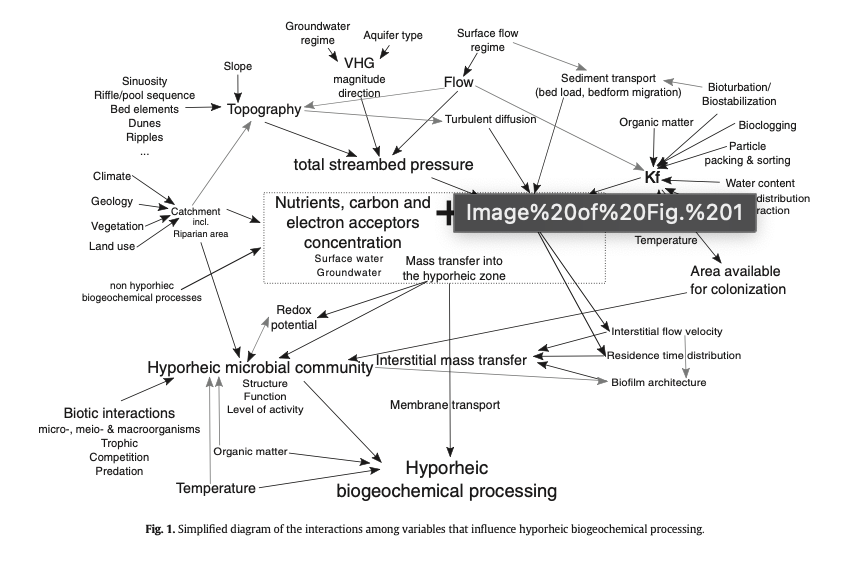 Groundwater
regime
Aquifer type
Surface flow
regime
VHG
magnitude
direction
Flow
Slope
Sediment transport
(bed load, bedform migration)
Bioturbation/
Biostabilization
Sinuosity
Riffle/pool sequence
Bed elements
Dunes
Ripples
...
Topography
Turbulent diffusion
Organic matter
Bioclogging
Particle
packing & sorting
total streambed pressure
Kf
Water content
distribution
Climate
Geology
Vegetation
Land use
Catchment
incl.
Riparian area
Nutrients, carbon and
electron acceptors
concentration
Surface water
Groundwater
+
Image%20of%20Fig.%201
Mass transfer into
the hyporheic zone
Temperature
Area available
for colonization
non hyporhiec
biogeochemical processes
Redox
potential
Interstitial flow velocity
Residence time distribution
Biofilm architecture
Interstitial mass transfer
Hyporheic microbial community
Structure
Function
Level of activity
Membrane transport
Biotic interactions
micro-, meio- & macroorganisms
Trophic
Competition
Predation
Organic matter
Temperature
Hyporheic
biogeochemical processing
Fig. 1. Simplified diagram of the interactions among variables that influence hyporheic biogeochemical processing.